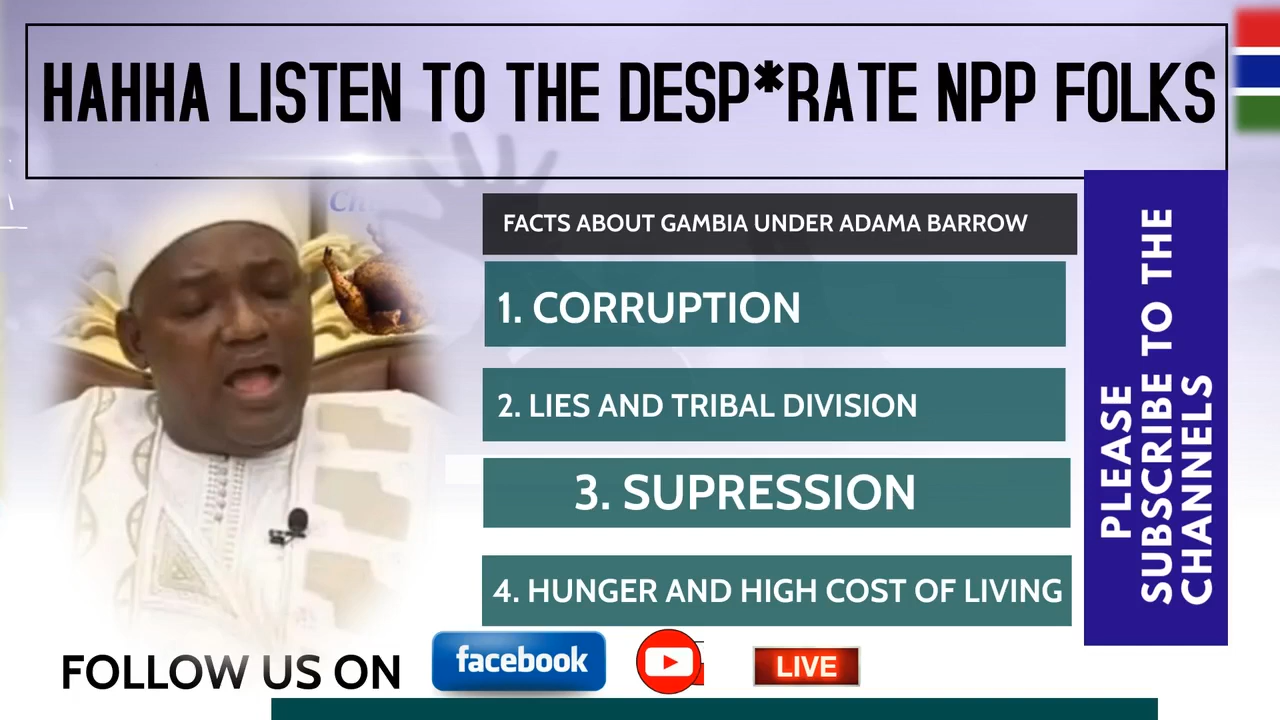 HAHHA LISTEN TO THE DESP*RATE NPP FOLKS
FACTS ABOUT GAMBIA UNDER ADAMA BARROW
1. CORRUPTION
2. LIES AND TRIBAL DIVISION
3. SUPRESSION
4. HUNGER AND HIGH COST OF LIVING
PLEASE
SUBSCRIBE TO THE
CHANNELS
FOLLOW US ON
facebook
LIVE